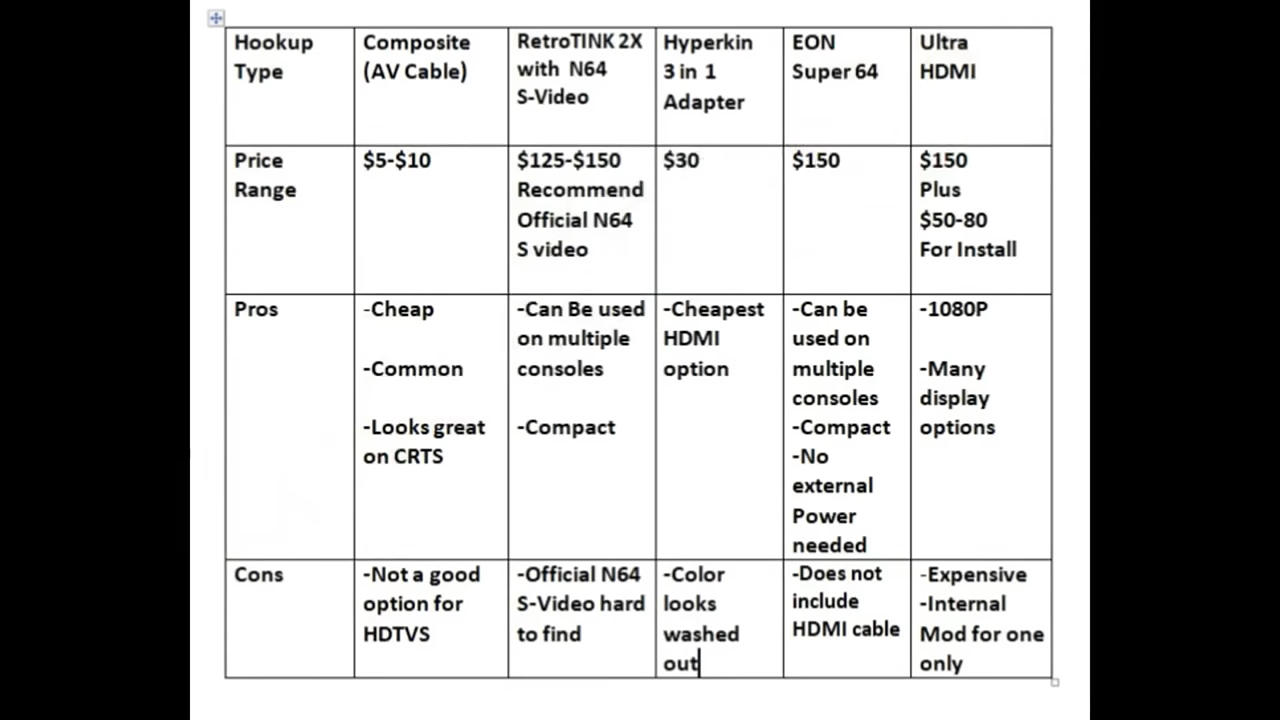 Hookup
Type
Composite
(AV Cable)
RetroTINK 2X
with N64
S-Video
Hyperkin
3 in 1
Adapter
EON
Super 64
Ultra
HDMI
Price
Range
$5-$10
$125-$150
Recommend
Official N64
S video
$30
$150
$150
Plus
$50-80
For Install
Pros
-Cheap
-Common
-Looks great
on CRTS
-Can Be used
on multiple
consoles
-Compact
-Cheapest
HDMI
option
-Can be
used on
multiple
consoles
-Compact
-No
external
Power
needed
-1080P
-Many
display
options
Cons
-Not a good
option for
HDTVS
-Official N64
S-Video hard
to find
-Color
looks
washed
out
-Does not
include
HDMI cable
-Expensive
-Internal
Mod for one
only